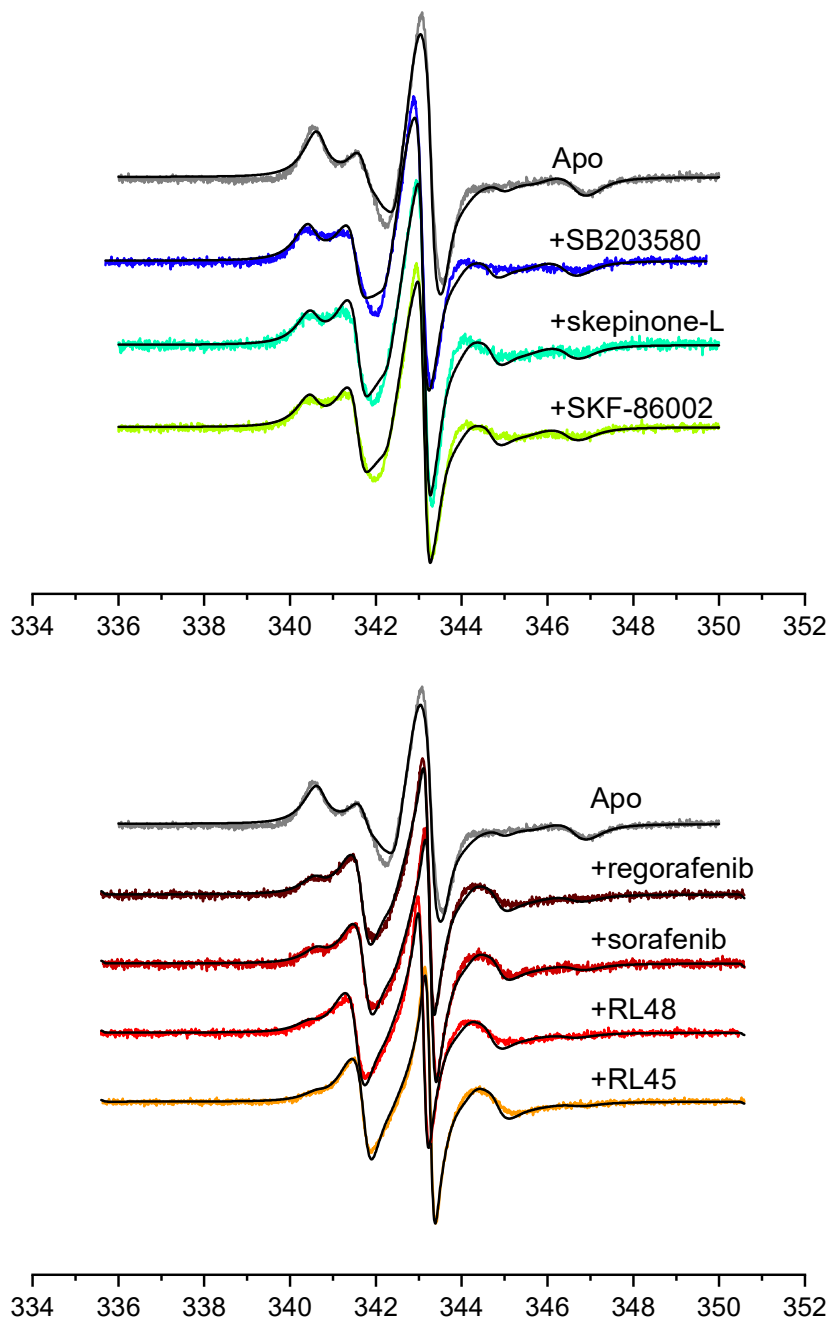 Apo
+SB203580
+skepinone-L
+SKF-86002
334 336 338 340 342 344 346 348 350 352
Apo
+regorafenib
+sorafenib
+RL48
+RL45
334 336 338 340 342 344 346 348 350 352